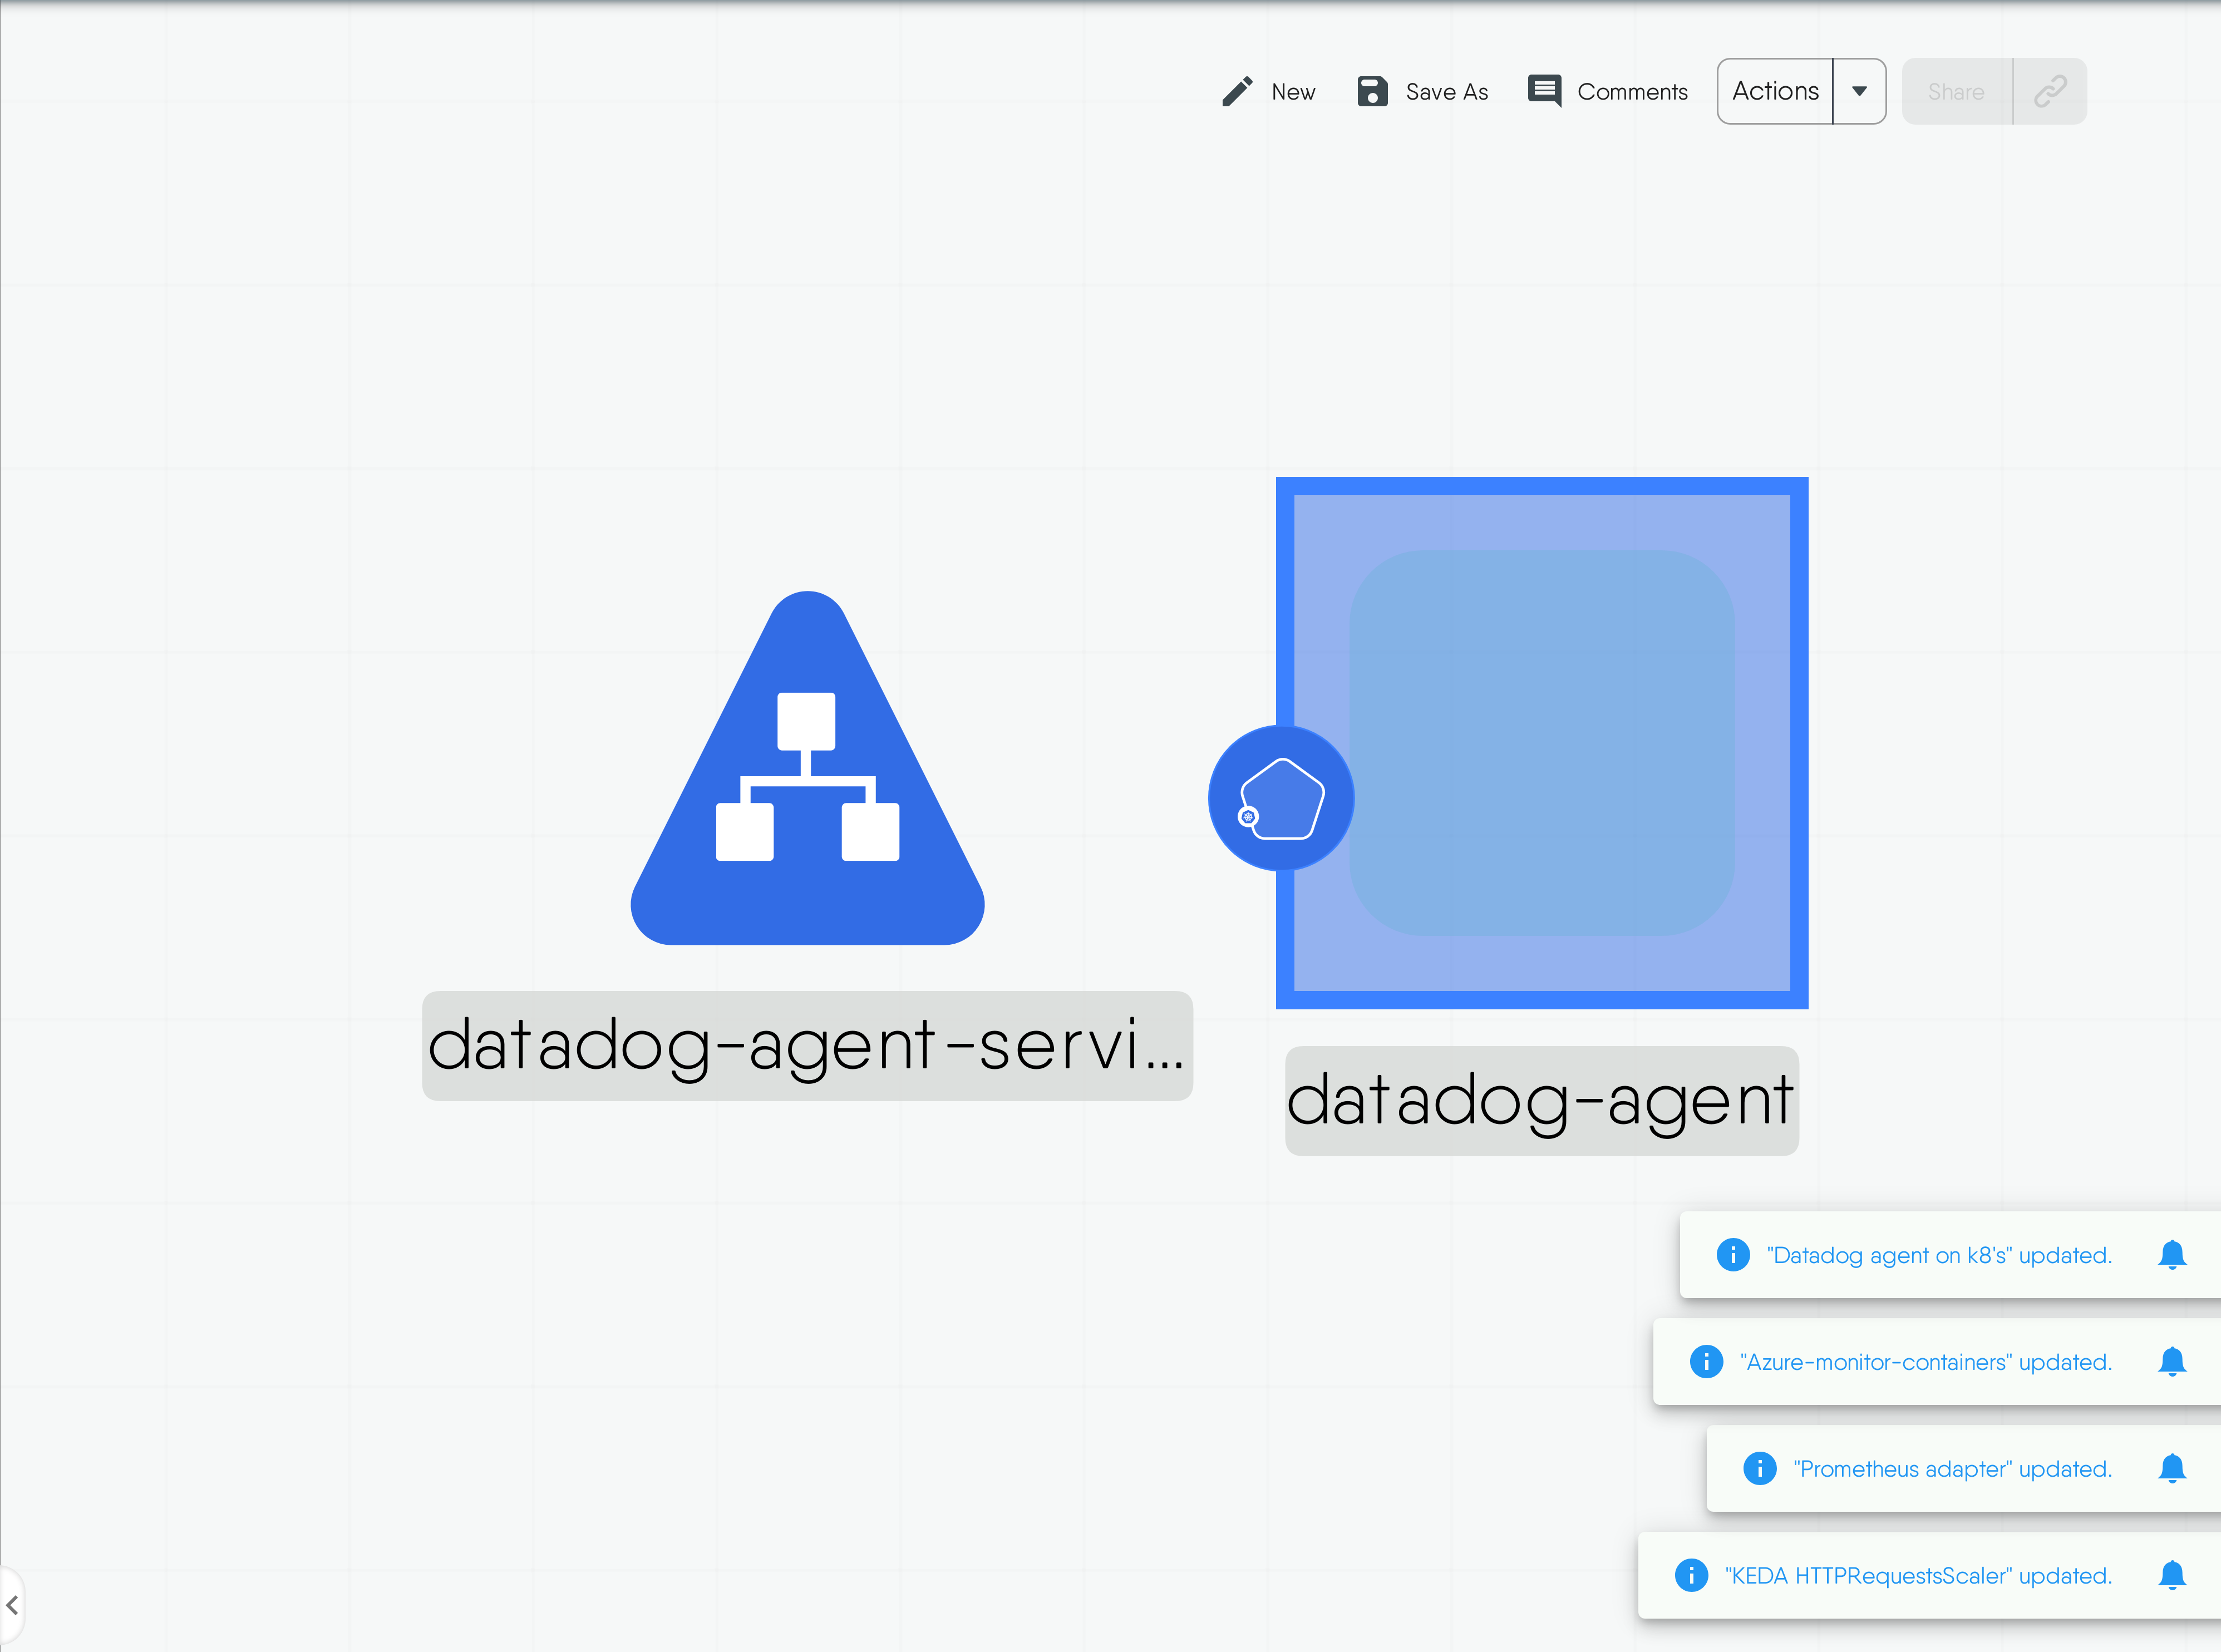 New
Save As
Comments
Actions
Share
datadog-agent-servi...
datadog-agent
"Datadog agent on k8's" updated.
"Azure-monitor-containers" updated.
"Prometheus adapter" updated.
"KEDA HTTPRequestsScaler" updated.